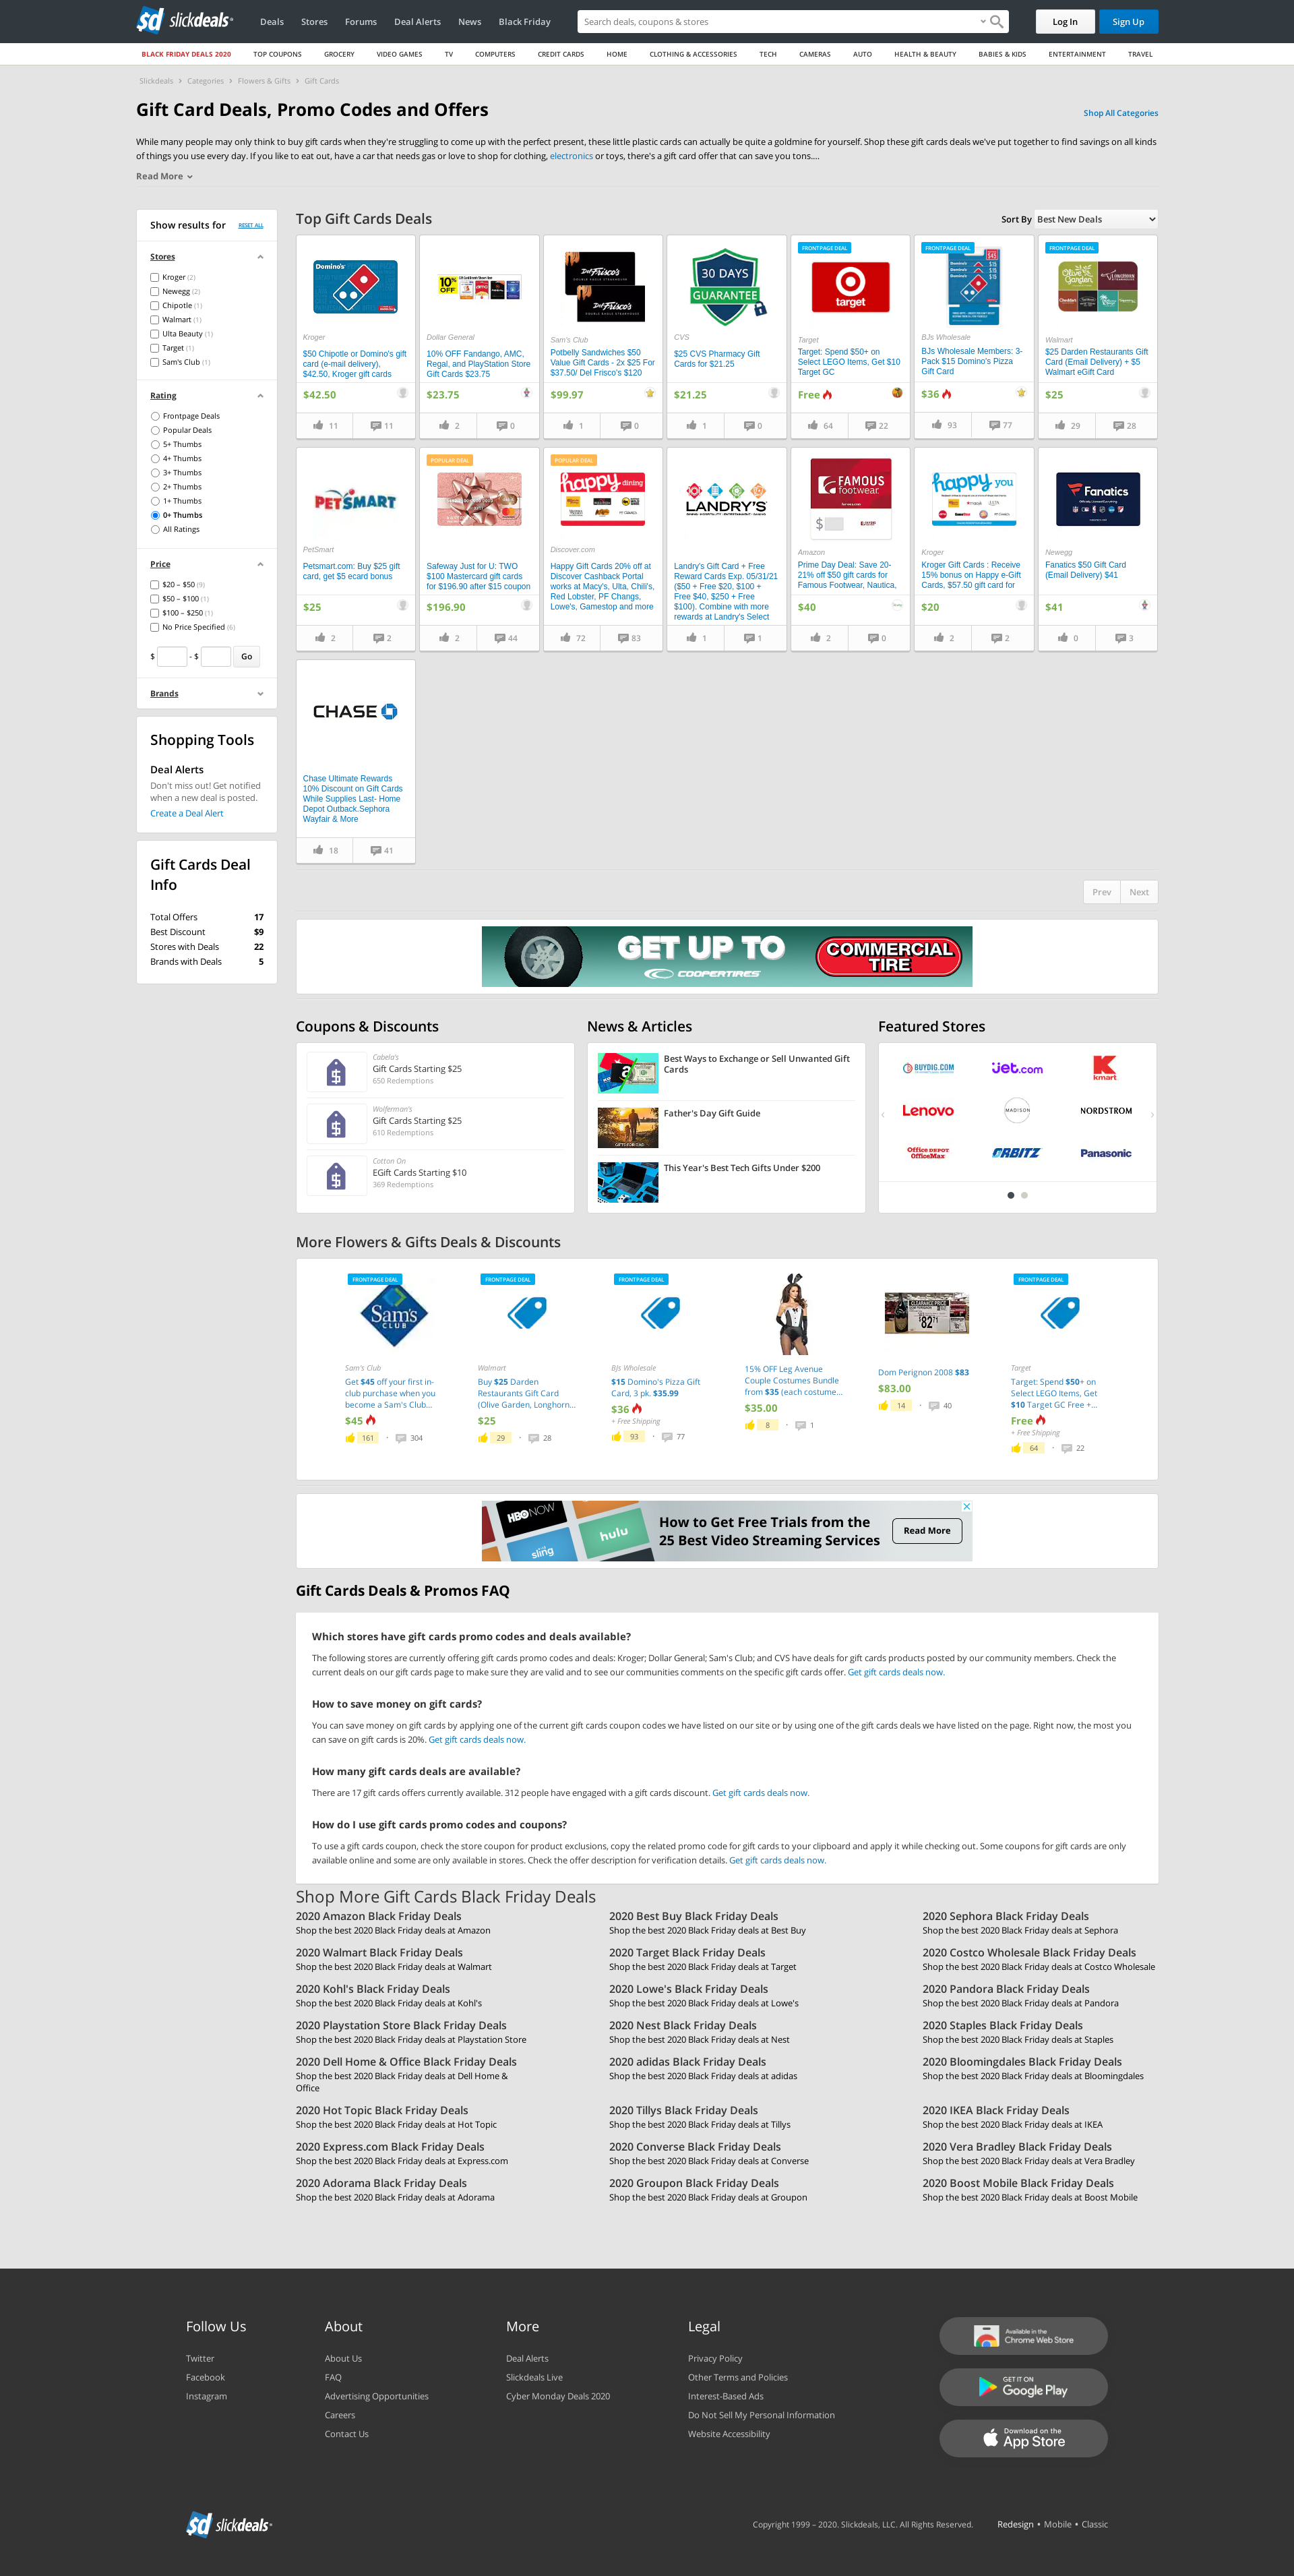 slickdeals
Deals Stores Forums Deal Alerts News Black Friday
Search deals, coupons & stores
Log In Sign Up
BLACK FRIDAY DEALS 2020 TOP COUPONS GROCERY VIDEO GAMES TV COMPUTERS CREDIT CARDS HOME CLOTHING & ACCESSORIES TECH CAMERAS AUTO HEALTH & BEAUTY BABIES & KIDS ENTERTAINMENT TRAVEL
Slickdeals › Categories › Flowers & Gifts › Gift Cards
Gift Card Deals, Promo Codes and Offers
Shop All Categories
While many people may only think to buy gift cards when they're struggling to come up with the perfect present, these little plastic cards can actually be quite a goldmine for yourself. Shop these gift cards deals we've put together to find savings on all kinds
of things you use every day. If you like to eat out, have a car that needs gas or love to shop for clothing, electronics or toys, there's a gift card offer that can save you tons....
Read More
Show results for RESET ALL
Stores
Kroger (2)
Newegg (2)
Chipotle (1)
Walmart (1)
Ulta Beauty (1)
Target (1)
Sam's Club (1)
Rating
Frontpage Deals
Popular Deals
5+ Thumbs
4+ Thumbs
3+ Thumbs
2+ Thumbs
1+ Thumbs
0+ Thumbs
All Ratings
Price
$20 – $50 (9)
$50 – $100 (1)
$100 – $250 (1)
No Price Specified (6)
$ - $ Go
Brands
Shopping Tools
Deal Alerts
Don't miss out! Get notified
when a new deal is posted.
Create a Deal Alert
Gift Cards Deal
Info
Total Offers 17
Best Discount $9
Stores with Deals 22
Brands with Deals 5
Top Gift Cards Deals
Sort By Best New Deals
Domino's
Kroger
$50 Chipotle or Domino's gift
card (e-mail delivery),
$42.50, Kroger gift cards
$42.50
11 11
10% OFF
Dollar General
10% OFF Fandango, AMC,
Regal, and PlayStation Store
Gift Cards $23.75
$23.75
2 0
Del Frisco's
Sam's Club
Potbelly Sandwiches $50
Value Gift Cards - 2x $25 For
$37.50/ Del Frisco's $120
$99.97
1 0
30 DAYS
GUARANTEE
CVS
$25 CVS Pharmacy Gift
Cards for $21.25
$21.25
1 0
FRONTPAGE DEAL
target
Target
Target: Spend $50+ on
Select LEGO Items, Get $10
Target GC
Free
64 22
FRONTPAGE DEAL
BJs Wholesale
BJs Wholesale Members: 3-
Pack $15 Domino's Pizza
Gift Card
$36
93 77
FRONTPAGE DEAL
Olive Garden
Walmart
$25 Darden Restaurants Gift
Card (Email Delivery) + $5
Walmart eGift Card
$25
29 28
PETSMART
PetSmart
Petsmart.com: Buy $25 gift
card, get $5 ecard bonus
$25
2 2
POPULAR DEAL
Safeway Just for U: TWO
$100 Mastercard gift cards
for $196.90 after $15 coupon
$196.90
2 44
POPULAR DEAL
happy dining
Discover.com
Happy Gift Cards 20% off at
Discover Cashback Portal
works at Macy's, Ulta, Chili's,
Red Lobster, PF Changs,
Lowe's, Gamestop and more
72 83
LANDRY'S
Landry's Gift Card + Free
Reward Cards Exp. 05/31/21
($50 + Free $20, $100 +
Free $40, $250 + Free
$100). Combine with more
rewards at Landry's Select
1 1
FAMOUS
footwear
$
Amazon
Prime Day Deal: Save 20-
21% off $50 gift cards for
Famous Footwear, Nautica,
$40
2 0
happy you
Kroger
Kroger Gift Cards : Receive
15% bonus on Happy e-Gift
Cards, $57.50 gift card for
$20
2 2
Fanatics
Newegg
Fanatics $50 Gift Card
(Email Delivery) $41
$41
0 3
CHASE
Chase Ultimate Rewards
10% Discount on Gift Cards
While Supplies Last- Home
Depot Outback.Sephora
Wayfair & More
18 41
Prev Next
GET UP TO
COOPERTIRES
COMMERCIAL
TIRE
Coupons & Discounts
Cabela's
Gift Cards Starting $25
650 Redemptions
Wolferman's
Gift Cards Starting $25
610 Redemptions
Cotton On
EGift Cards Starting $10
369 Redemptions
News & Articles
Best Ways to Exchange or Sell Unwanted Gift
Cards
Father's Day Gift Guide
This Year's Best Tech Gifts Under $200
Featured Stores
BUYDIG.COM jet.com kmart
Lenovo MADISON NORDSTROM
Office DEPOT
OfficeMax
ORBITZ Panasonic
More Flowers & Gifts Deals & Discounts
FRONTPAGE DEAL
Sam's
CLUB
Sam's Club
Get $45 off your first in-
club purchase when you
become a Sam's Club...
$45
161 · 304
FRONTPAGE DEAL
Walmart
Buy $25 Darden
Restaurants Gift Card
(Olive Garden, Longhorn...
$25
29 · 28
FRONTPAGE DEAL
BJs Wholesale
$15 Domino's Pizza Gift
Card, 3 pk. $35.99
$36
+ Free Shipping
93 · 77
15% OFF Leg Avenue
Couple Costumes Bundle
from $35 (each costume...
$35.00
8 · 1
CLEARANCE PRICE
82.71
Dom Perignon 2008 $83
$83.00
14 · 40
FRONTPAGE DEAL
Target
Target: Spend $50+ on
Select LEGO Items, Get
$10 Target GC Free +...
Free
+ Free Shipping
64 · 22
HBO NOW
hulu
sling
How to Get Free Trials from the
25 Best Video Streaming Services
Read More
Gift Cards Deals & Promos FAQ
Which stores have gift cards promo codes and deals available?
The following stores are currently offering gift cards promo codes and deals: Kroger; Dollar General; Sam's Club; and CVS have deals for gift cards products posted by our community members. Check the
current deals on our gift cards page to make sure they are valid and to see our communities comments on the specific gift cards offer. Get gift cards deals now.
How to save money on gift cards?
You can save money on gift cards by applying one of the current gift cards coupon codes we have listed on our site or by using one of the gift cards deals we have listed on the page. Right now, the most you
can save on gift cards is 20%. Get gift cards deals now.
How many gift cards deals are available?
There are 17 gift cards offers currently available. 312 people have engaged with a gift cards discount. Get gift cards deals now.
How do I use gift cards promo codes and coupons?
To use a gift cards coupon, check the store coupon for product exclusions, copy the related promo code for gift cards to your clipboard and apply it while checking out. Some coupons for gift cards are only
available online and some are only available in stores. Check the offer description for verification details. Get gift cards deals now.
Shop More Gift Cards Black Friday Deals
2020 Amazon Black Friday Deals
Shop the best 2020 Black Friday deals at Amazon
2020 Best Buy Black Friday Deals
Shop the best 2020 Black Friday deals at Best Buy
2020 Sephora Black Friday Deals
Shop the best 2020 Black Friday deals at Sephora
2020 Walmart Black Friday Deals
Shop the best 2020 Black Friday deals at Walmart
2020 Target Black Friday Deals
Shop the best 2020 Black Friday deals at Target
2020 Costco Wholesale Black Friday Deals
Shop the best 2020 Black Friday deals at Costco Wholesale
2020 Kohl's Black Friday Deals
Shop the best 2020 Black Friday deals at Kohl's
2020 Lowe's Black Friday Deals
Shop the best 2020 Black Friday deals at Lowe's
2020 Pandora Black Friday Deals
Shop the best 2020 Black Friday deals at Pandora
2020 Playstation Store Black Friday Deals
Shop the best 2020 Black Friday deals at Playstation Store
2020 Nest Black Friday Deals
Shop the best 2020 Black Friday deals at Nest
2020 Staples Black Friday Deals
Shop the best 2020 Black Friday deals at Staples
2020 Dell Home & Office Black Friday Deals
Shop the best 2020 Black Friday deals at Dell Home &
Office
2020 adidas Black Friday Deals
Shop the best 2020 Black Friday deals at adidas
2020 Bloomingdales Black Friday Deals
Shop the best 2020 Black Friday deals at Bloomingdales
2020 Hot Topic Black Friday Deals
Shop the best 2020 Black Friday deals at Hot Topic
2020 Tillys Black Friday Deals
Shop the best 2020 Black Friday deals at Tillys
2020 IKEA Black Friday Deals
Shop the best 2020 Black Friday deals at IKEA
2020 Express.com Black Friday Deals
Shop the best 2020 Black Friday deals at Express.com
2020 Converse Black Friday Deals
Shop the best 2020 Black Friday deals at Converse
2020 Vera Bradley Black Friday Deals
Shop the best 2020 Black Friday deals at Vera Bradley
2020 Adorama Black Friday Deals
Shop the best 2020 Black Friday deals at Adorama
2020 Groupon Black Friday Deals
Shop the best 2020 Black Friday deals at Groupon
2020 Boost Mobile Black Friday Deals
Shop the best 2020 Black Friday deals at Boost Mobile
Follow Us
Twitter
Facebook
Instagram
About
About Us
FAQ
Advertising Opportunities
Careers
Contact Us
More
Deal Alerts
Slickdeals Live
Cyber Monday Deals 2020
Legal
Privacy Policy
Other Terms and Policies
Interest-Based Ads
Do Not Sell My Personal Information
Website Accessibility
Available in the
Chrome Web Store
GET IT ON
Google Play
Download on the
App Store
slickdeals
Copyright 1999 – 2020. Slickdeals, LLC. All Rights Reserved. Redesign • Mobile • Classic